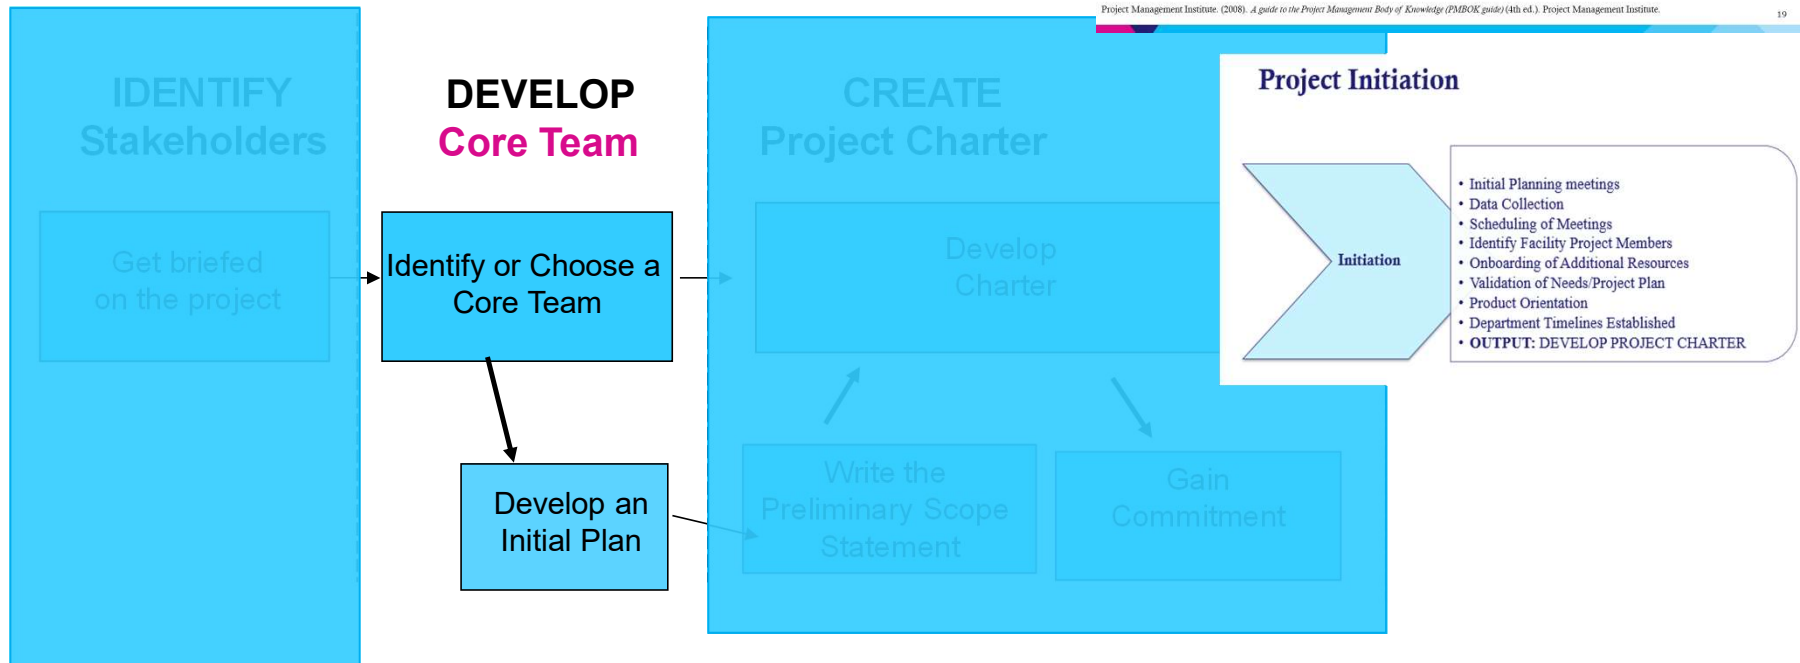 Project Management Institute. (2008). A guide to the Project Management Body of Knowledge (PMBOK guide) (4th ed.). Project Management Institute.
19
IDENTIFY
Stakeholders
Get briefed
on the project
DEVELOP
Core Team
Identify or Choose a
Core Team
Develop an
Initial Plan
CREATE
Project Charter
Develop
Charter
Write the
Preliminary Scope
Statement
Gain
Commitment
Project Initiation
Initiation
• Initial Planning meetings
• Data Collection
• Scheduling of Meetings
• Identify Facility Project Members
• Onboarding of Additional Resources
• Validation of Needs/Project Plan
• Product Orientation
• Department Timelines Established
• OUTPUT: DEVELOP PROJECT CHARTER